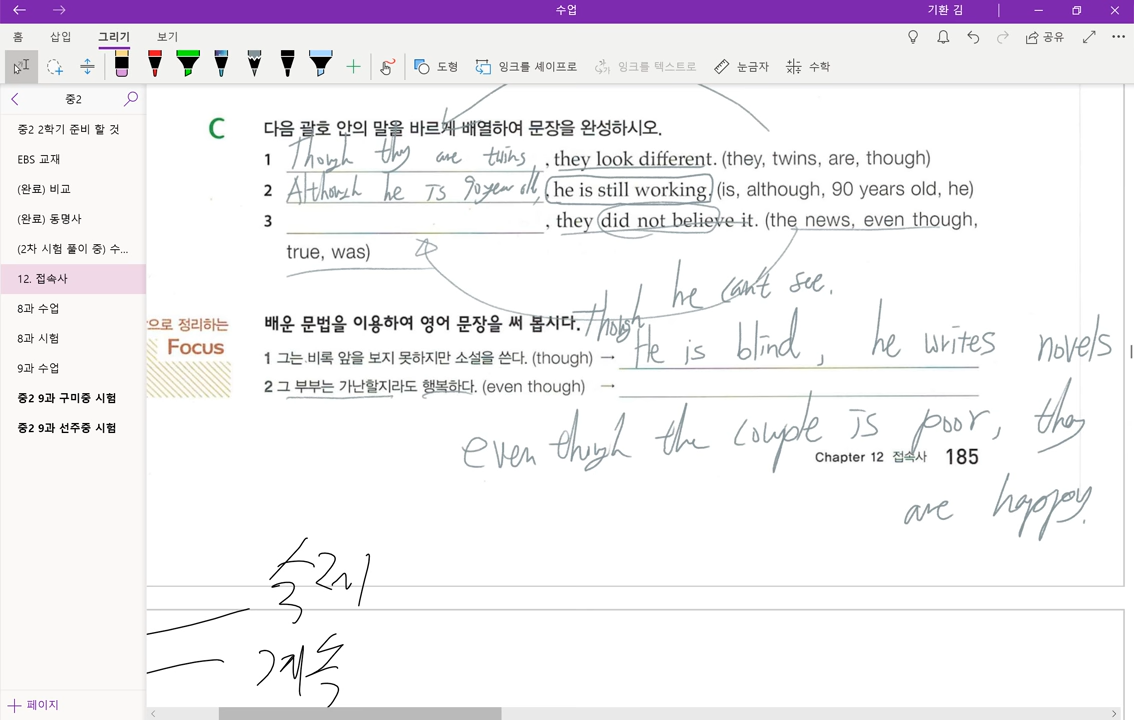 수업
기환 김
홈 삽입 그리기 보기
공유
도형 잉크를 셰이프로 잉크를 텍스트로 눈금자 수학
중2
중2 2학기 준비 할 것
EBS 교재
(완료) 비교
(완료) 동명사
(2차 시험 풀이 중) 수...
12. 접속사
8과 수업
8과 시험
9과 수업
중2 9과 구미중 시험
중2 9과 선주중 시험
페이지
C 다음 괄호 안의 말을 바르게 배열하여 문장을 완성하시오.
1 Though they are twins, , they look different. (they, twins, are, though)
2 Although he is 90 year old, , he is still working. (is, although, 90 years old, he)
3 , they did not believe it. (the news, even though,
true, was)
he can't see.
으로 정리하는
Focus
배운 문법을 이용하여 영어 문장을 써 봅시다.
though
1 그는 비록 앞을 보지 못하지만 소설을 쓴다. (though) → He is blind, he writes novels.
2 그 부부는 가난할지라도 행복하다. (even though) →
even though the couple is poor, they
are happy.
Chapter 12 접속사 185
숙제
계속